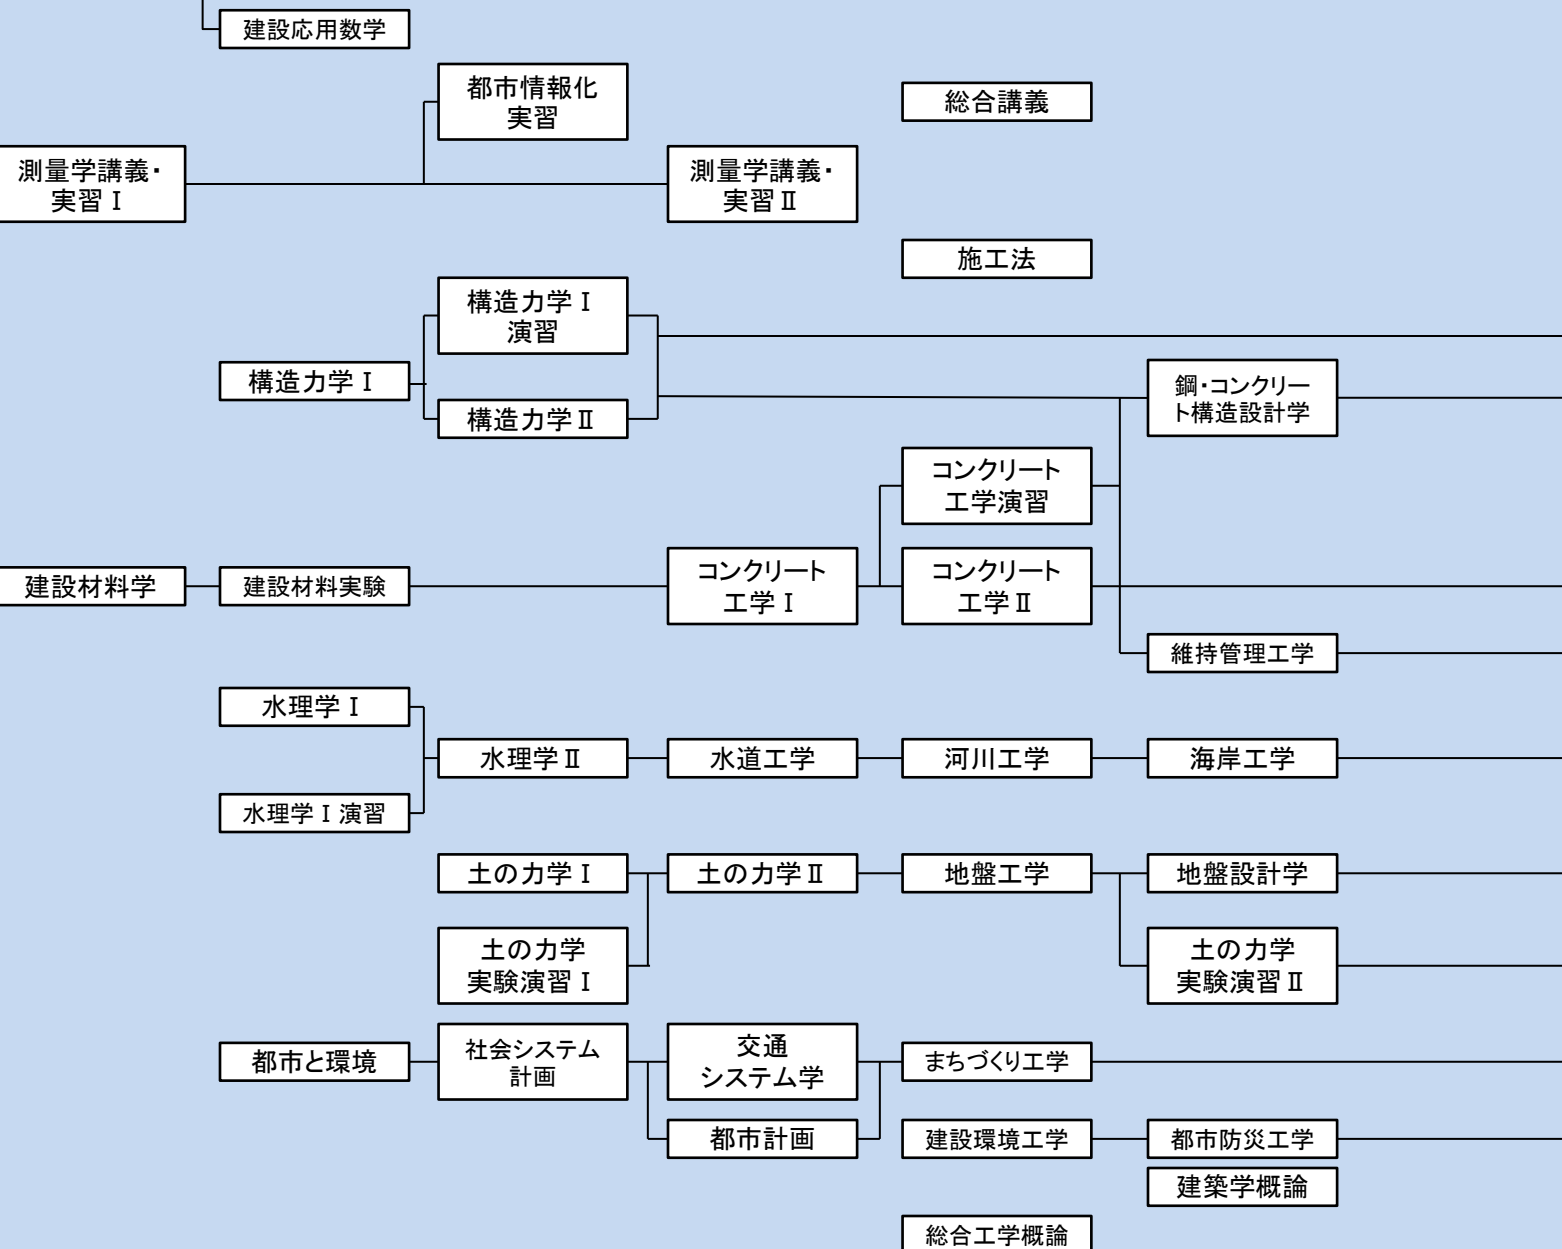 建設応用数学
都市情報化
実習
総合講義
測量学講義・
実習Ⅰ
測量学講義・
実習Ⅱ
施工法
構造力学Ⅰ
演習
構造力学Ⅰ
構造力学Ⅱ
鋼・コンクリー
ト構造設計学
コンクリート
工学演習
建設材料学
建設材料実験
コンクリート
工学Ⅰ
コンクリート
工学Ⅱ
維持管理工学
水理学Ⅰ
水理学Ⅱ
水道工学
河川工学
海岸工学
水理学Ⅰ演習
土の力学Ⅰ
土の力学Ⅱ
地盤工学
地盤設計学
土の力学
実験演習Ⅰ
土の力学
実験演習Ⅱ
都市と環境
社会システム
計画
交通
システム学
まちづくり工学
都市計画
建設環境工学
都市防災工学
建築学概論
総合工学概論